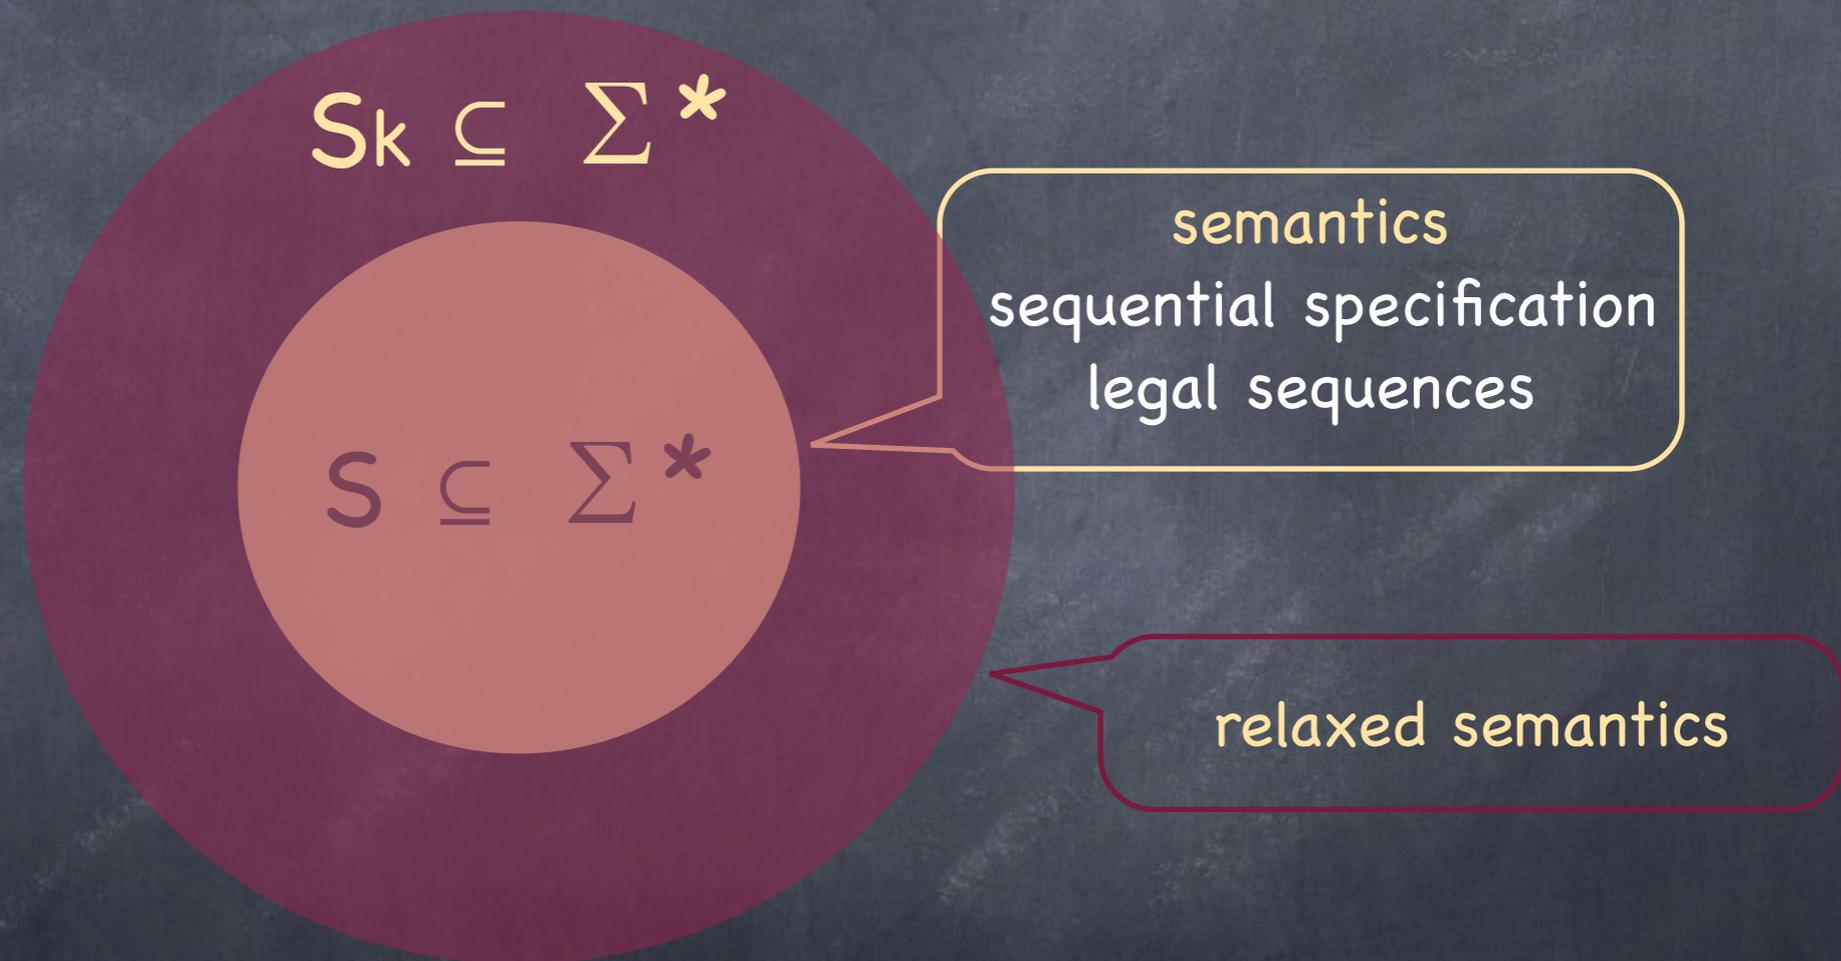 Sk ⊆ Σ*
semantics
sequential specification
legal sequences
S ⊆ Σ*
relaxed semantics